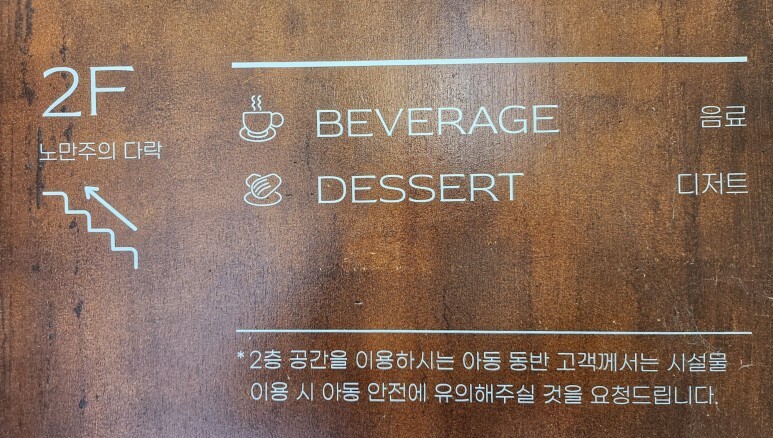 2F
노만주의 다락
BEVERAGE 음료
DESSERT 디저트
* 2층 공간을 이용하시는 아동 동반 고객께서는 시설물
이용 시 아동 안전에 유의해주실 것을 요청드립니다.